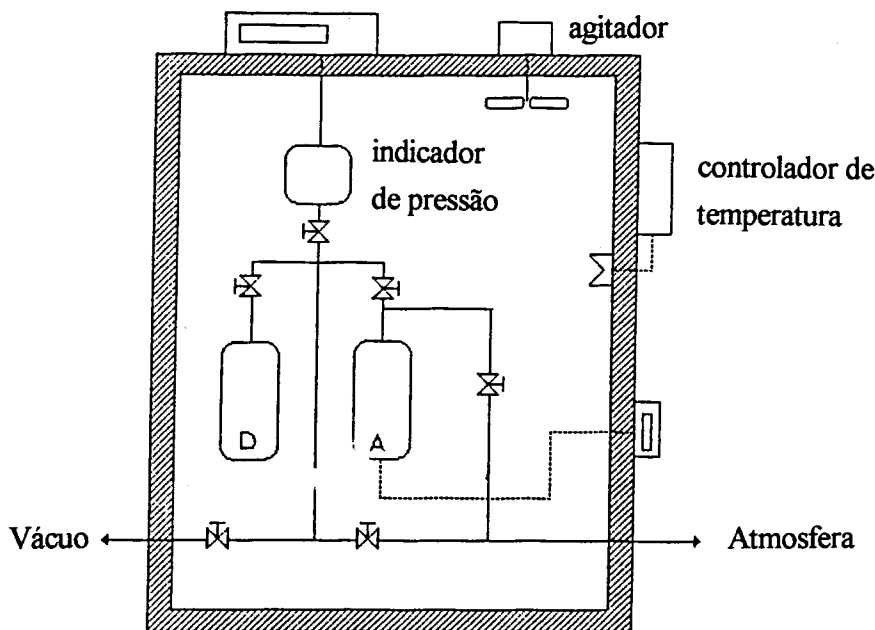 agitador
indicador
de pressão
controlador de
temperatura
D
A
Vácuo
Atmosfera